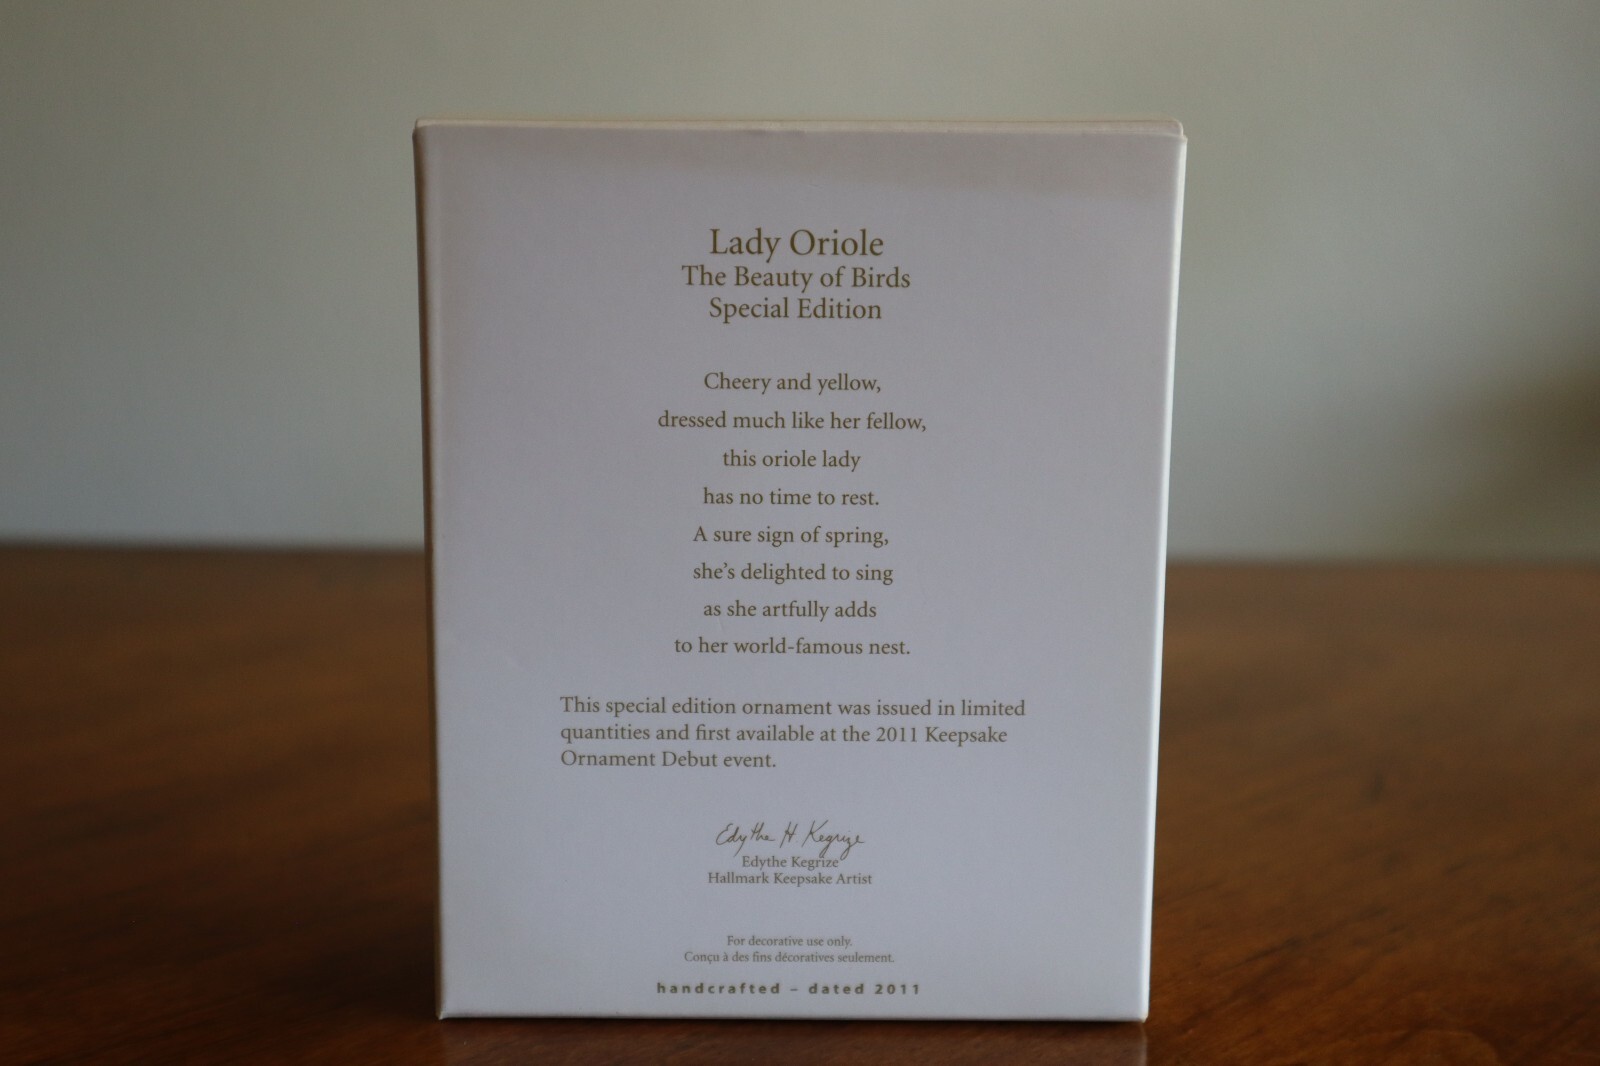 Lady Oriole
The Beauty of Birds
Special Edition
Cheery and yellow,
dressed much like her fellow,
this oriole lady
has no time to rest.
A sure sign of spring,
she's delighted to sing
as she artfully adds
to her world-famous nest.
This special edition ornament was issued in limited
quantities and first available at the 2011 Keepsake
Ornament Debut event.
Edythe H. Kegrize
Edythe Kegrize
Hallmark Keepsake Artist
For decorative use only.
Conçu à des fins décoratives seulement.
handcrafted – dated 2011